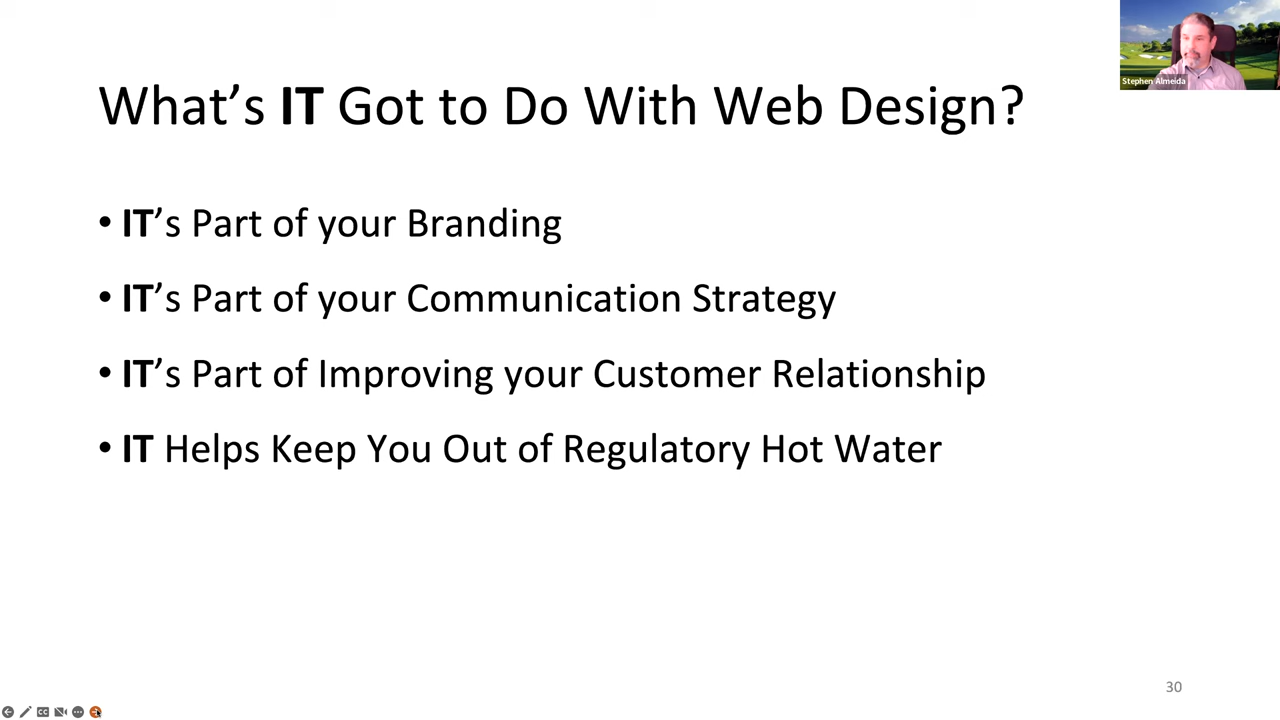 Stephen Almeida
What’s IT Got to Do With Web Design?
• IT’s Part of your Branding
• IT’s Part of your Communication Strategy
• IT’s Part of Improving your Customer Relationship
• IT Helps Keep You Out of Regulatory Hot Water
30
CC